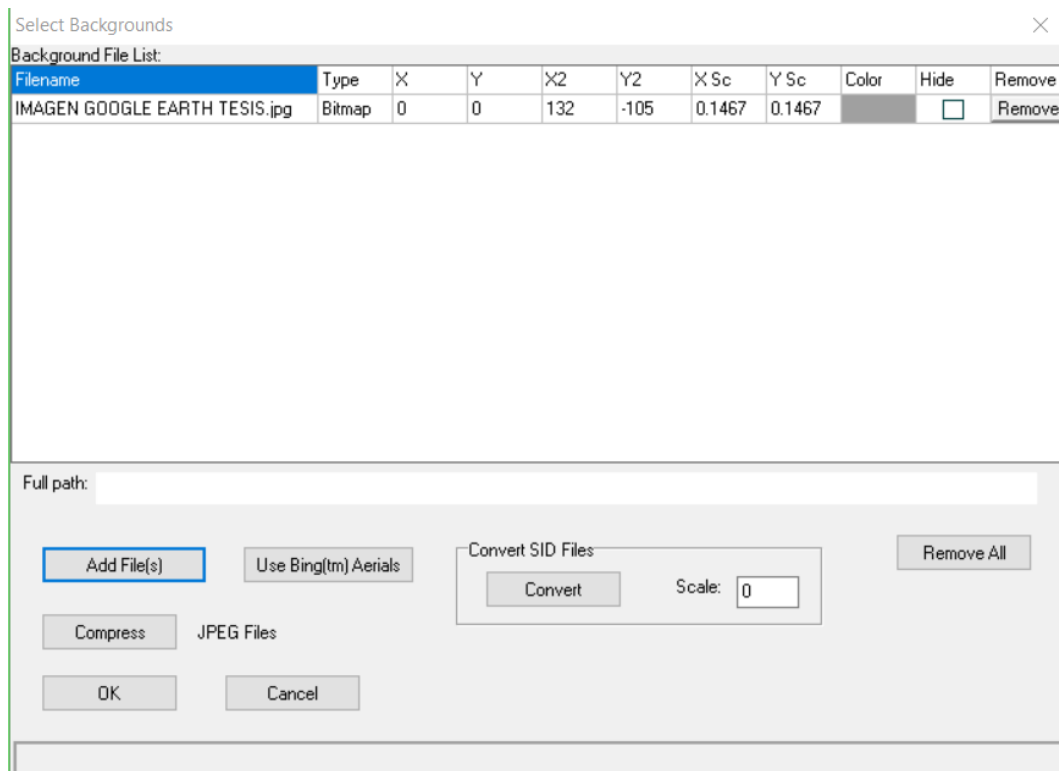 Select Backgrounds
Background File List:
Filename Type X Y X2 Y2 X Sc Y Sc Color Hide Remove
IMAGEN GOOGLE EARTH TESIS.jpg Bitmap 0 0 132 -105 0.1467 0.1467 Remove
Full path:
Add File(s) Use Bing(tm) Aerials Convert SID Files Remove All
Convert Scale: 0
Compress JPEG Files
OK Cancel